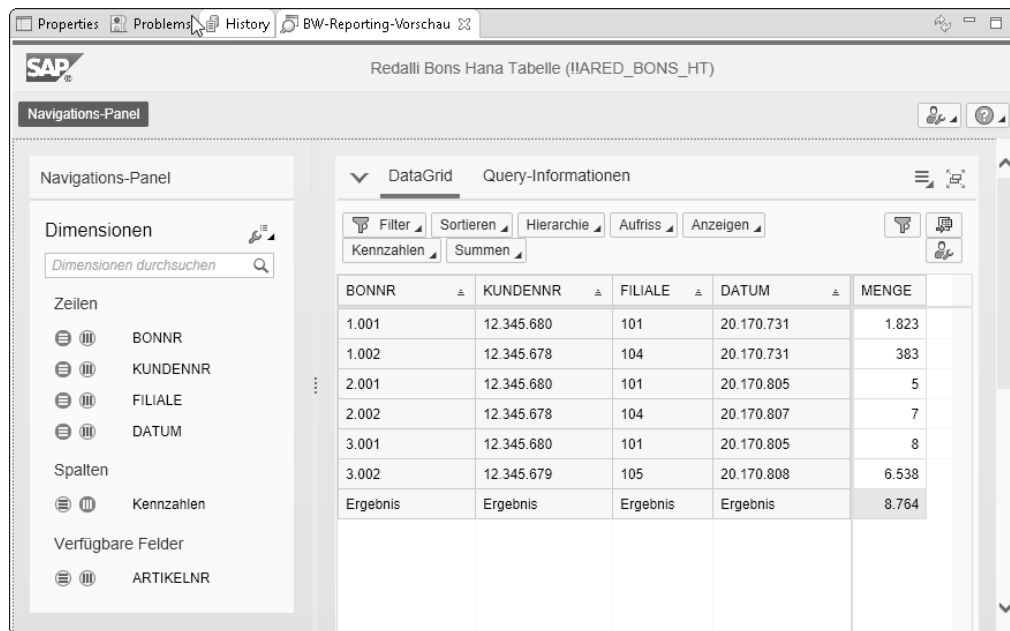 Properties Problems History BW-Reporting-Vorschau
SAP
Redalli Bons Hana Tabelle (!!ARED_BONS_HT)
Navigations-Panel
Navigations-Panel
Dimensionen
Dimensionen durchsuchen
Zeilen
BONNR
KUNDENNR
FILIALE
DATUM
Spalten
Kennzahlen
Verfügbare Felder
ARTIKELNR
DataGrid Query-Informationen
Filter Sortieren Hierarchie Aufriss Anzeigen
Kennzahlen Summen
BONNR KUNDENNR FILIALE DATUM MENGE
1.001 12.345.680 101 20.170.731 1.823
1.002 12.345.678 104 20.170.731 383
2.001 12.345.680 101 20.170.805 5
2.002 12.345.678 104 20.170.807 7
3.001 12.345.680 101 20.170.805 8
3.002 12.345.679 105 20.170.808 6.538
Ergebnis Ergebnis Ergebnis Ergebnis 8.764